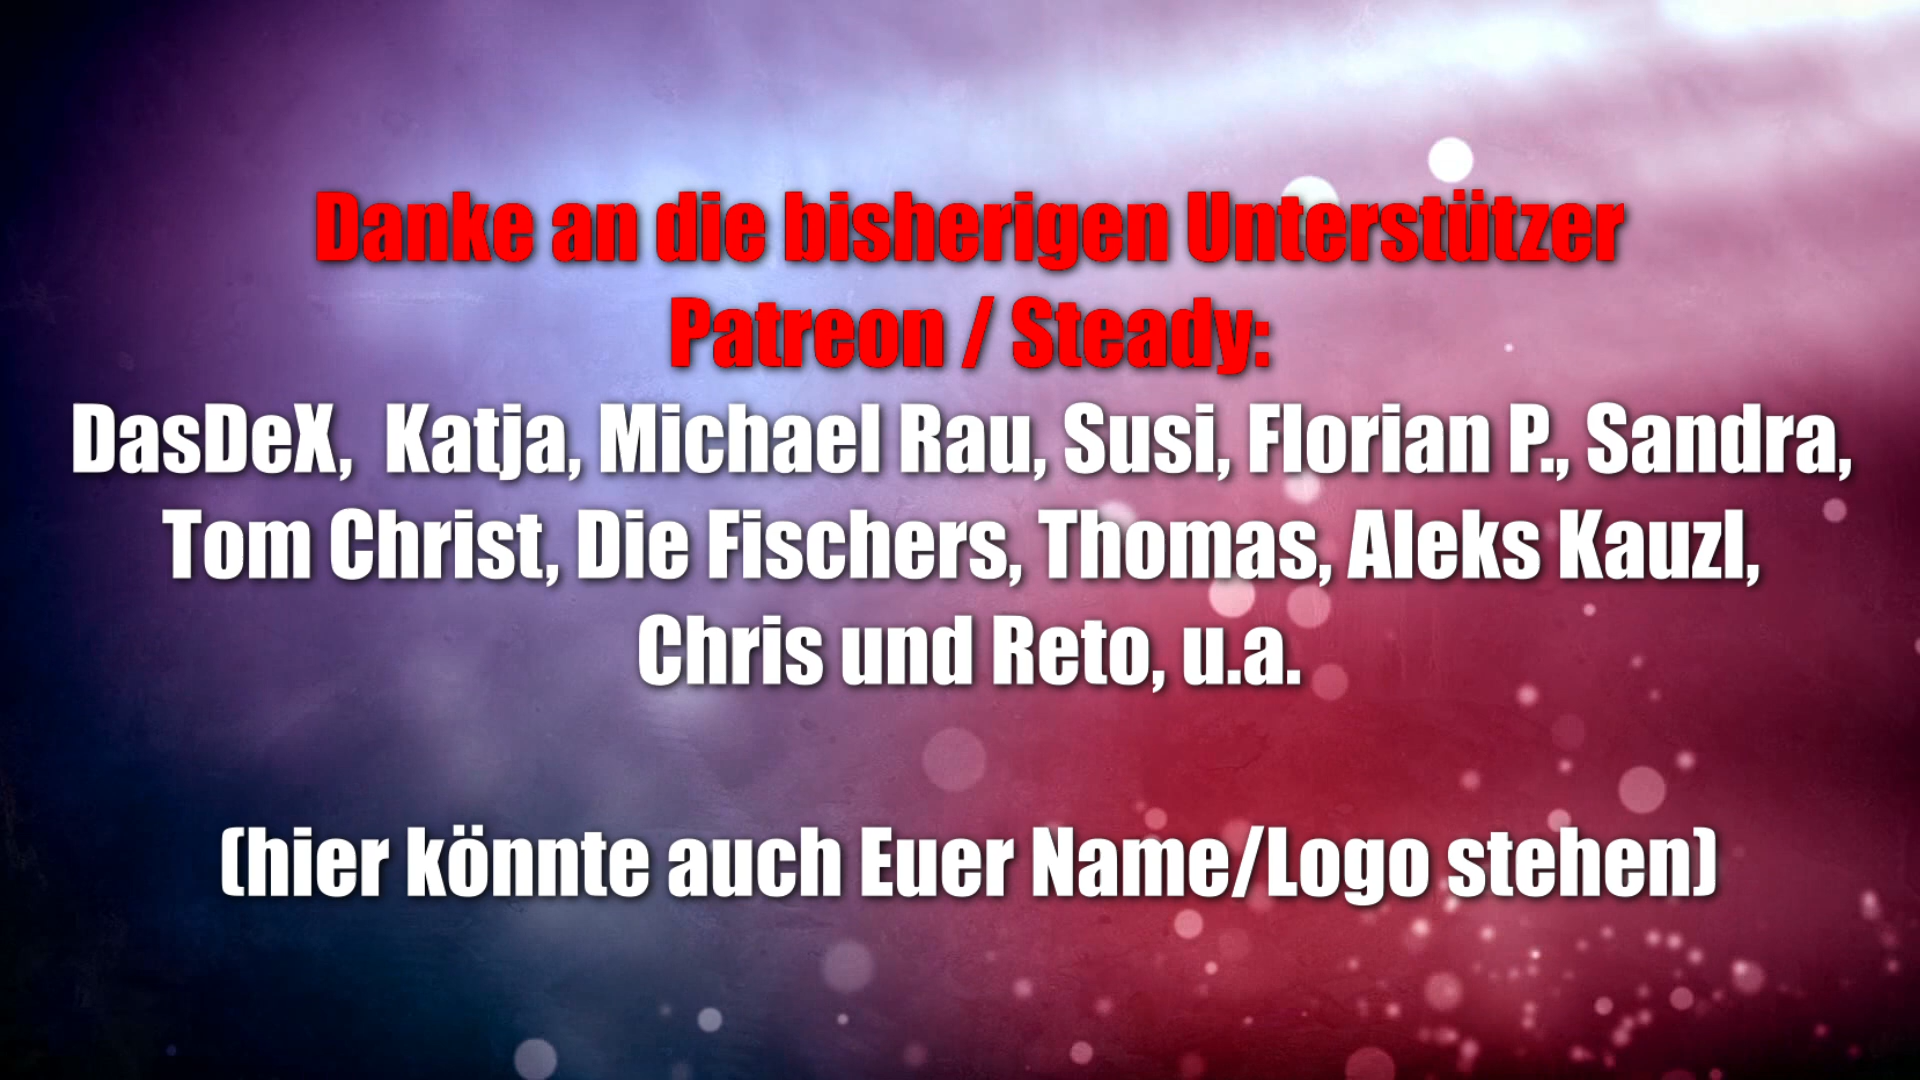 Danke an die bisherigen Unterstützer
Patreon / Steady:
DasDeX,  Katja, Michael Rau, Susi, Florian P., Sandra,
Tom Christ, Die Fischers, Thomas, Aleks Kauzl,
Chris und Reto, u.a.
(hier könnte auch Euer Name/Logo stehen)